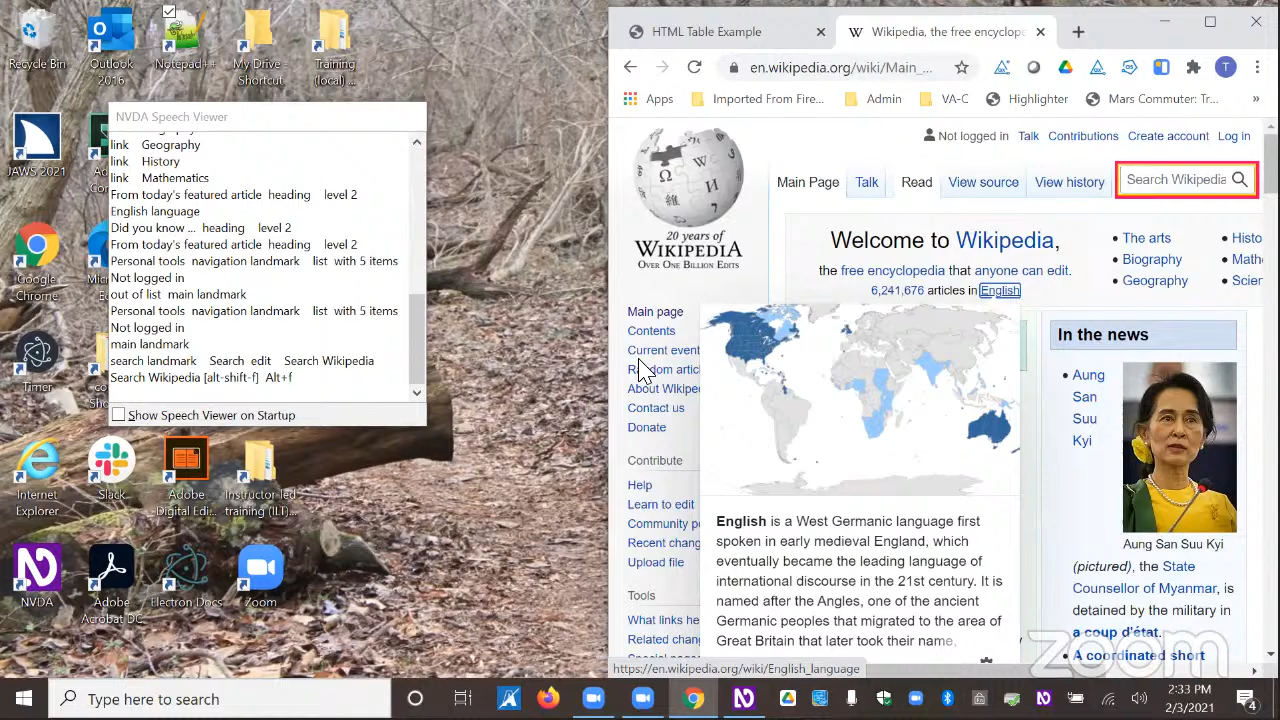 Recycle Bin
Outlook
2016
Notepad++
My Drive -
Shortcut
Training
(local) ...
JAWS 2021
Google
Chrome
Timer
NVDA Speech Viewer
link Geography
link History
link Mathematics
From today's featured article heading level 2
English language
Did you know ... heading level 2
From today's featured article heading level 2
Personal tools navigation landmark list with 5 items
Not logged in
out of list main landmark
Personal tools navigation landmark list with 5 items
Not logged in
main landmark
search landmark Search edit Search Wikipedia
Search Wikipedia [alt-shift-f] Alt+f
Show Speech Viewer on Startup
Internet
Explorer
Slack
Adobe
Digital Edi...
Instructor led
training (ILT)...
NVDA
Adobe
Acrobat DC
Electron Docs
Zoom
HTML Table Example
Wikipedia, the free encyclope
en.wikipedia.org/wiki/Main_...
T
Apps
Imported From Fire...
Admin
VA-C
Highlighter
Mars Commuter: Tr...
»
Not logged in Talk Contributions Create account Log in
Main Page Talk Read View source View history Search Wikipedia
20 years of
WIKIPEDIA
OVER ONE BILLION EDITS
Welcome to Wikipedia,
the free encyclopedia that anyone can edit.
6,241,676 articles in English
• The arts
• Biography
• Geography
• Histo
Math
Scien
Main page
Contents
Current event
Random artic
About Wikipe
Contact us
Donate
Contribute
Help
Learn to edit
Community p
Recent chang
Upload file
Tools
What links he
Related chang
English is a West Germanic language first
spoken in early medieval England, which
eventually became the leading language of
international discourse in the 21st century. It is
named after the Angles, one of the ancient
Germanic peoples that migrated to the area of
Great Britain that later took their name,
In the news
• Aung
San
Suu
Kyi
Aung San Suu Kyi
(pictured), the State
Counsellor of Myanmar, is
detained by the military in
a coup d'état.
• A coordinated short
zoom
https://en.wikipedia.org/wiki/English_language
Type here to search
2:33 PM
2/3/2021
4